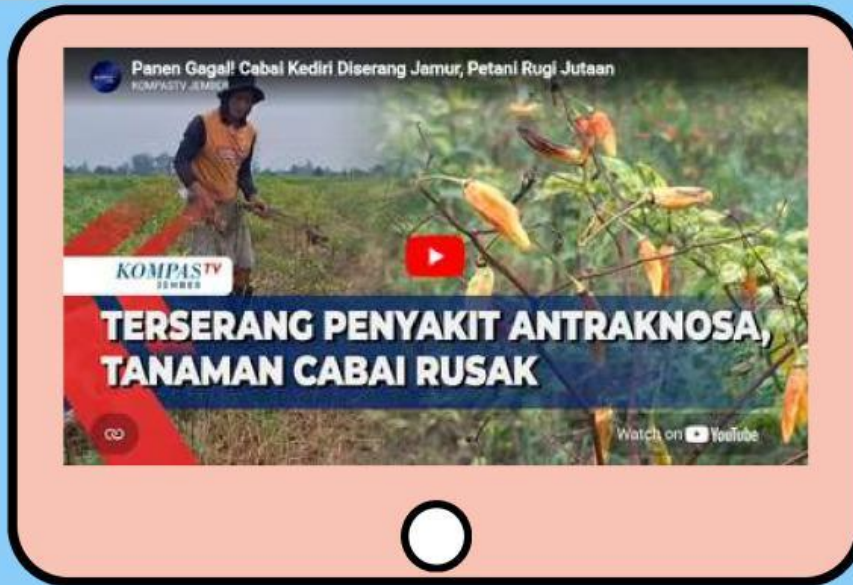 Panen Gagal! Cabai Kediri Diserang Jamur, Petani Rugi Jutaan
KOMPASTV JEMBER
KOMPAS TV
JEMBER
TERSERANG PENYAKIT ANTRAKNOSA,
TANAMAN CABAI RUSAK
Watch on YouTube